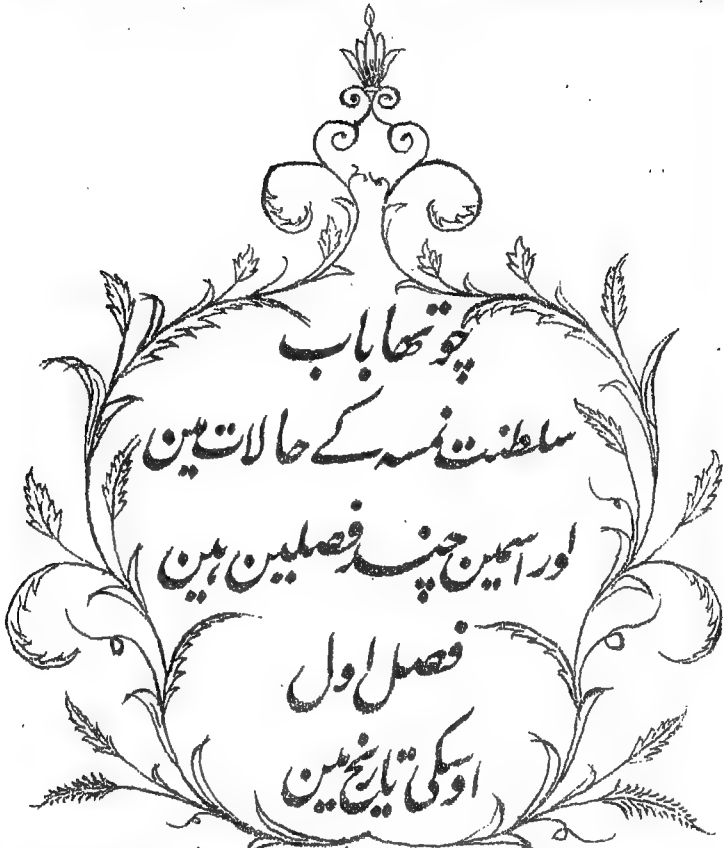 چوتھا باب
سلطنت نمسہ کے حالات مین
اور اسمین چند فصلین ہین
فصل اول
اوسکی تاریخ مین